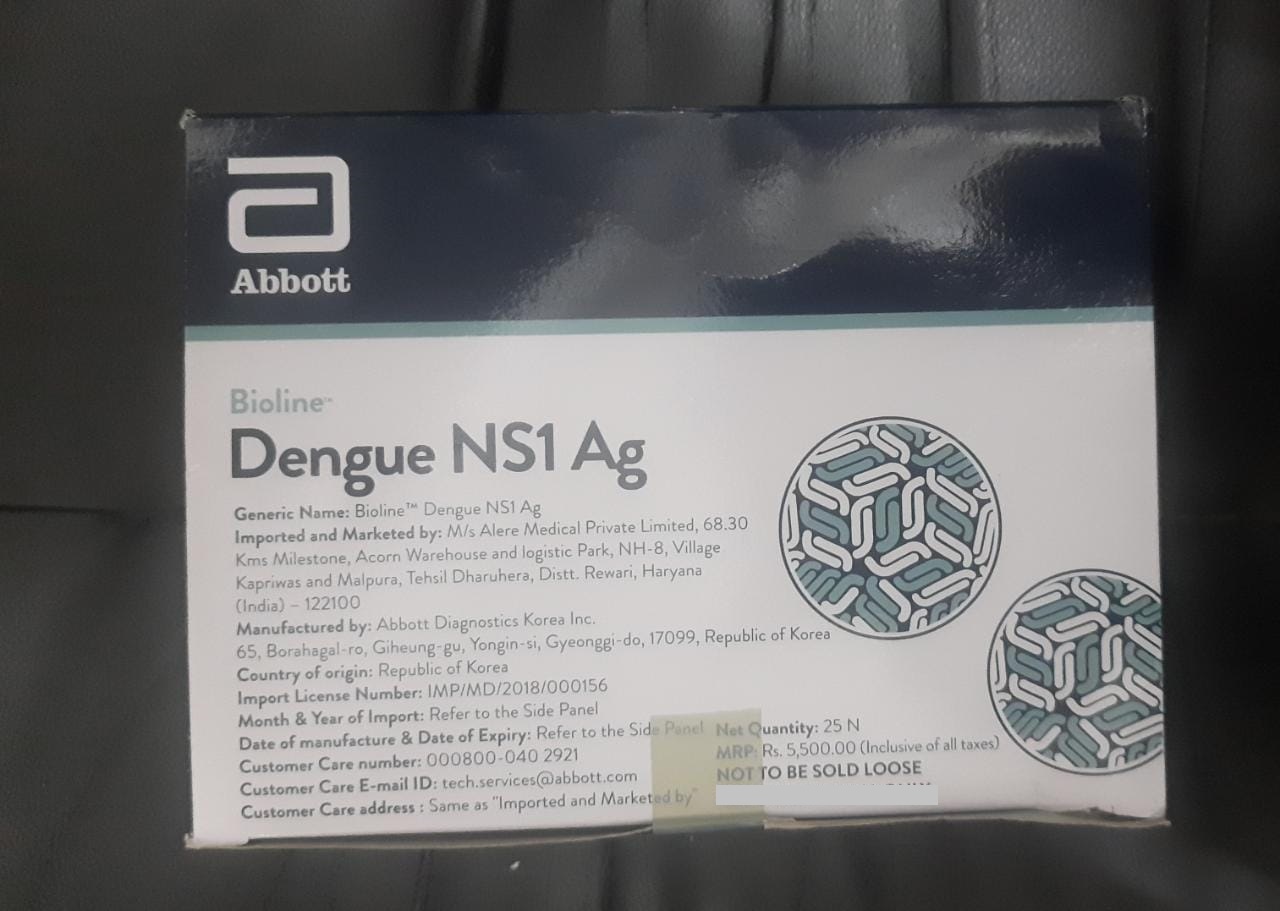 Abbott
Bioline™
Dengue NS1 Ag
Generic Name: Bioline™ Dengue NS1 Ag
Imported and Marketed by: M/s Alere Medical Private Limited, 68.30
Kms Milestone, Acorn Warehouse and logistic Park, NH-8, Village
Kapriwas and Malpura, Tehsil Dharuhera, Distt. Rewari, Haryana
(India) – 122100
Manufactured by: Abbott Diagnostics Korea Inc.
65, Borahagal-ro, Giheung-gu, Yongin-si, Gyeonggi-do, 17099, Republic of Korea
Country of origin: Republic of Korea
Import License Number: IMP/MD/2018/000156
Month & Year of Import: Refer to the Side Panel
Date of manufacture & Date of Expiry: Refer to the Side Panel
Customer Care number: 000800-040 2921
Customer Care E-mail ID: tech.services@abbott.com
Customer Care address : Same as "Imported and Marketed by"
Net Quantity: 25 N
MRP: Rs. 5,500.00 (Inclusive of all taxes)
NOT TO BE SOLD LOOSE